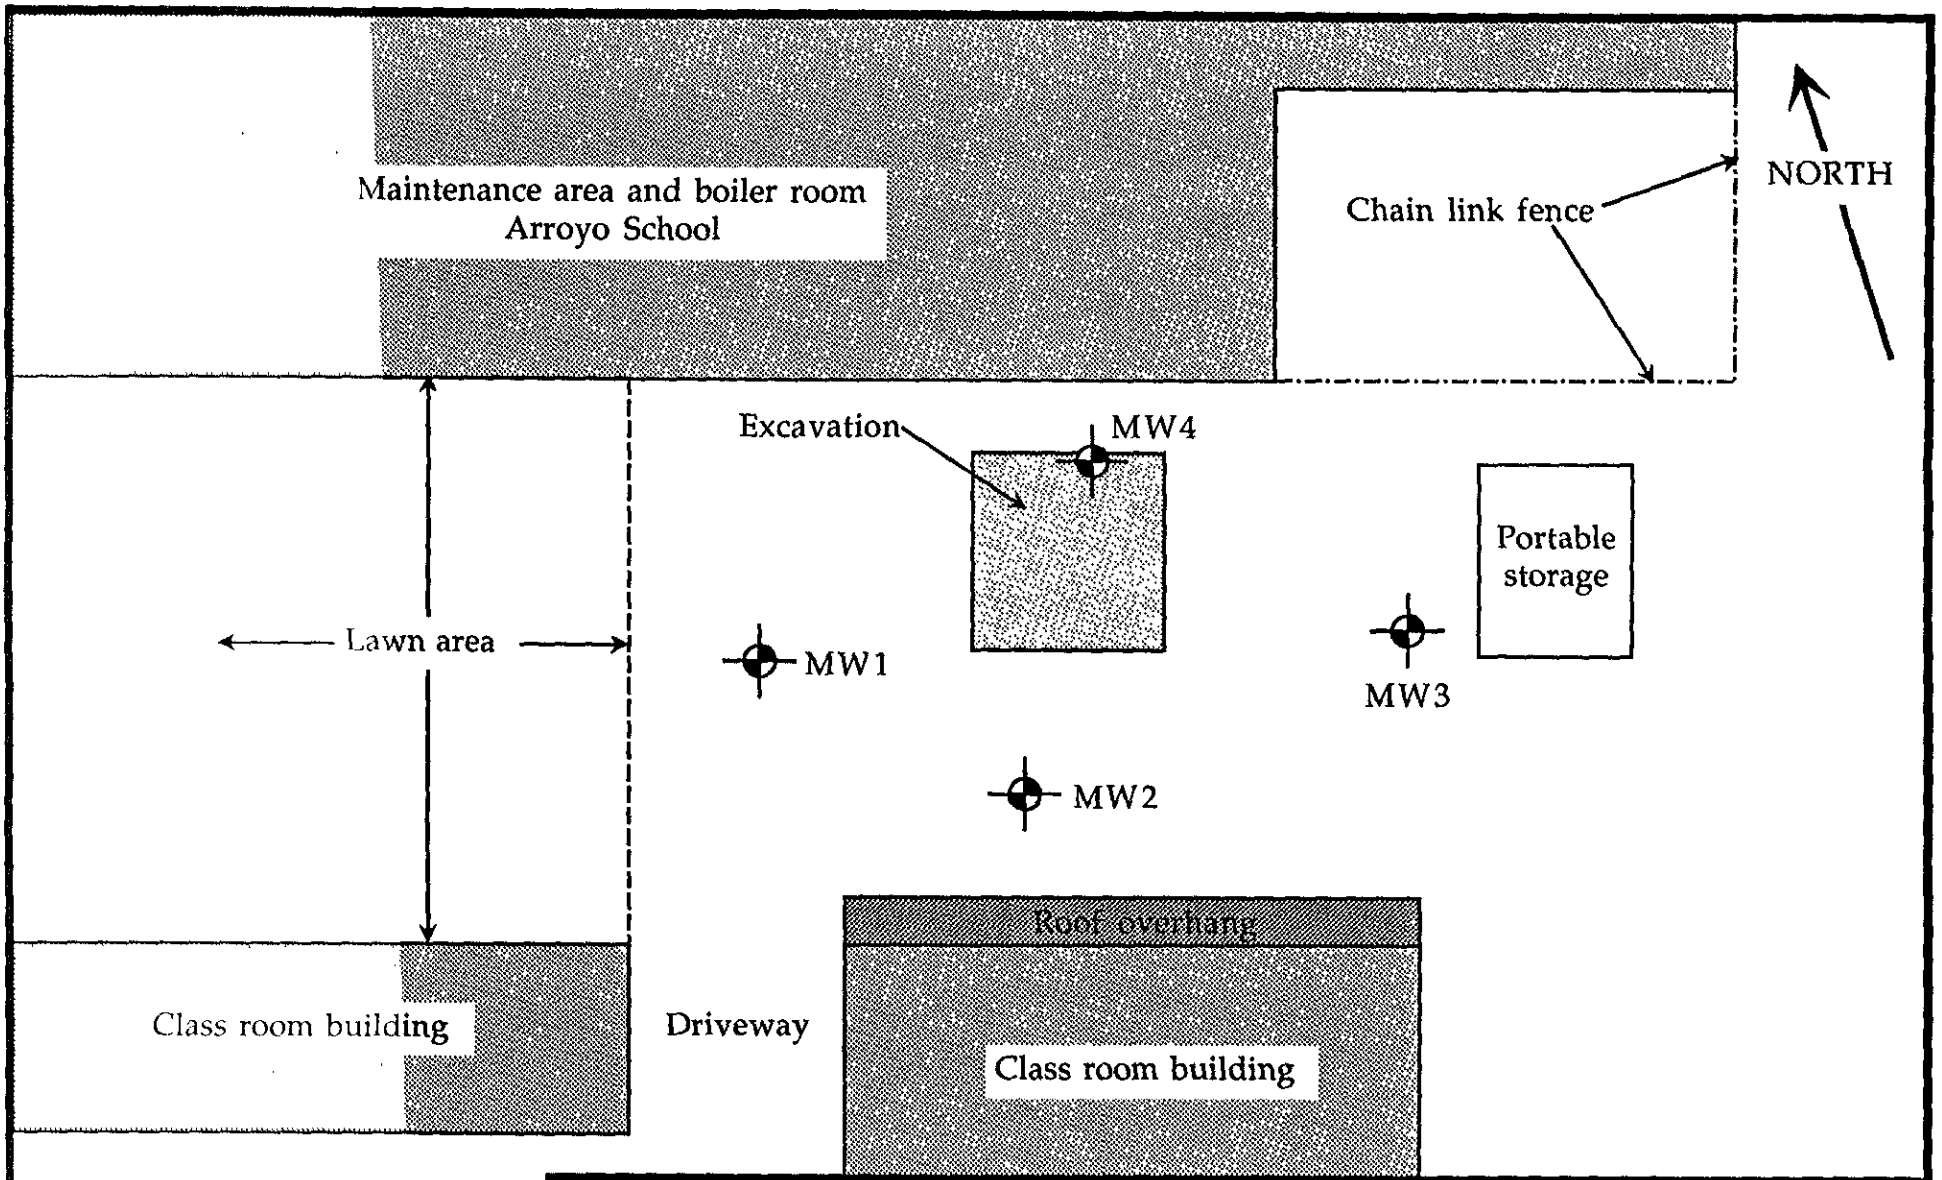 Maintenance area and boiler room
Arroyo School
Chain link fence
NORTH
Excavation
MW4
Portable
storage
Lawn area
MW1
MW3
MW2
Roof overhang
Class room building
Driveway
Class room building